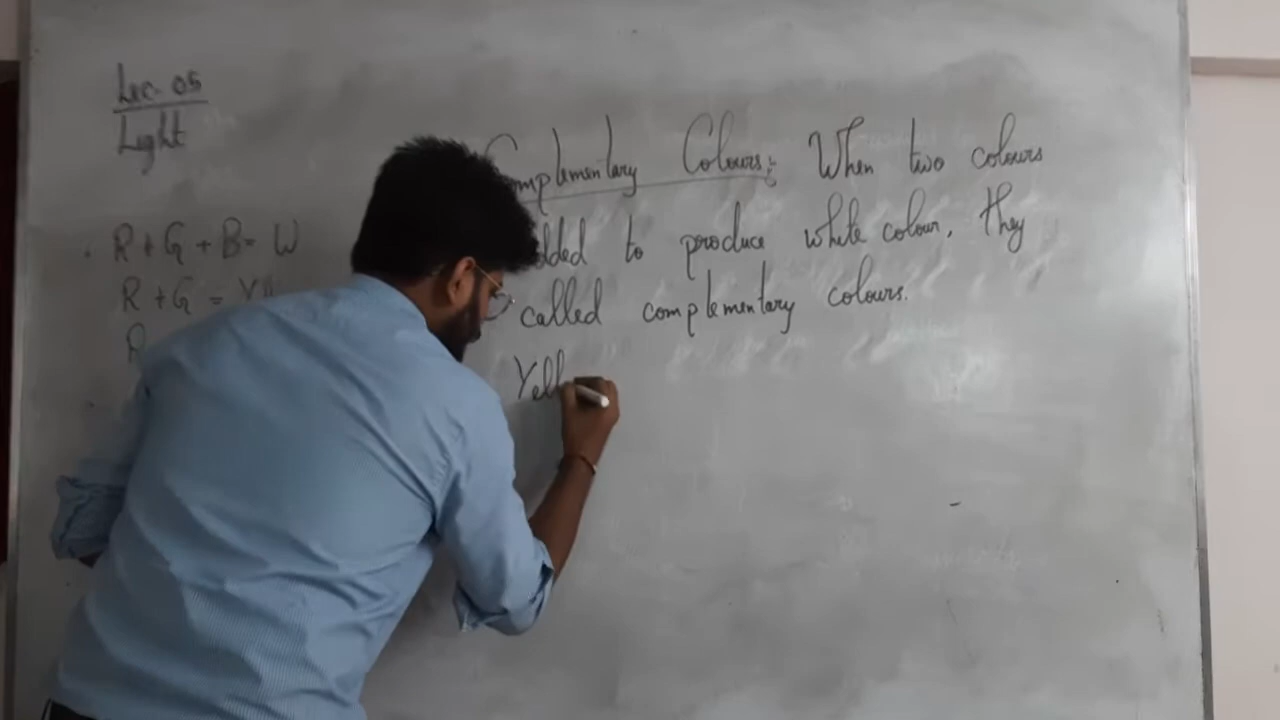 Lec. 05
Light
R + G + B = W
R + G = Y
R
Complementary Colours: When two colours
added to produce white colour, they
called complementary colours.
Yell